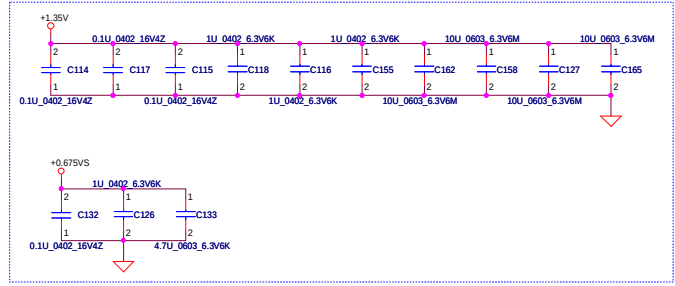 +1.35V
0.1U_0402_16V4Z 1U_0402_6.3V6K 1U_0402_6.3V6K 10U_0603_6.3V6M 10U_0603_6.3V6M
2 2 2 1 1 1 1 1 1 1
C114 C117 C115 C118 C116 C155 C162 C158 C127 C165
1 1 1 2 2 2 2 2 2 2
0.1U_0402_16V4Z 0.1U_0402_16V4Z 1U_0402_6.3V6K 10U_0603_6.3V6M 10U_0603_6.3V6M
+0.675VS
1U_0402_6.3V6K
2 1 1
C132 C126 C133
1 2 2
0.1U_0402_16V4Z 4.7U_0603_6.3V6K